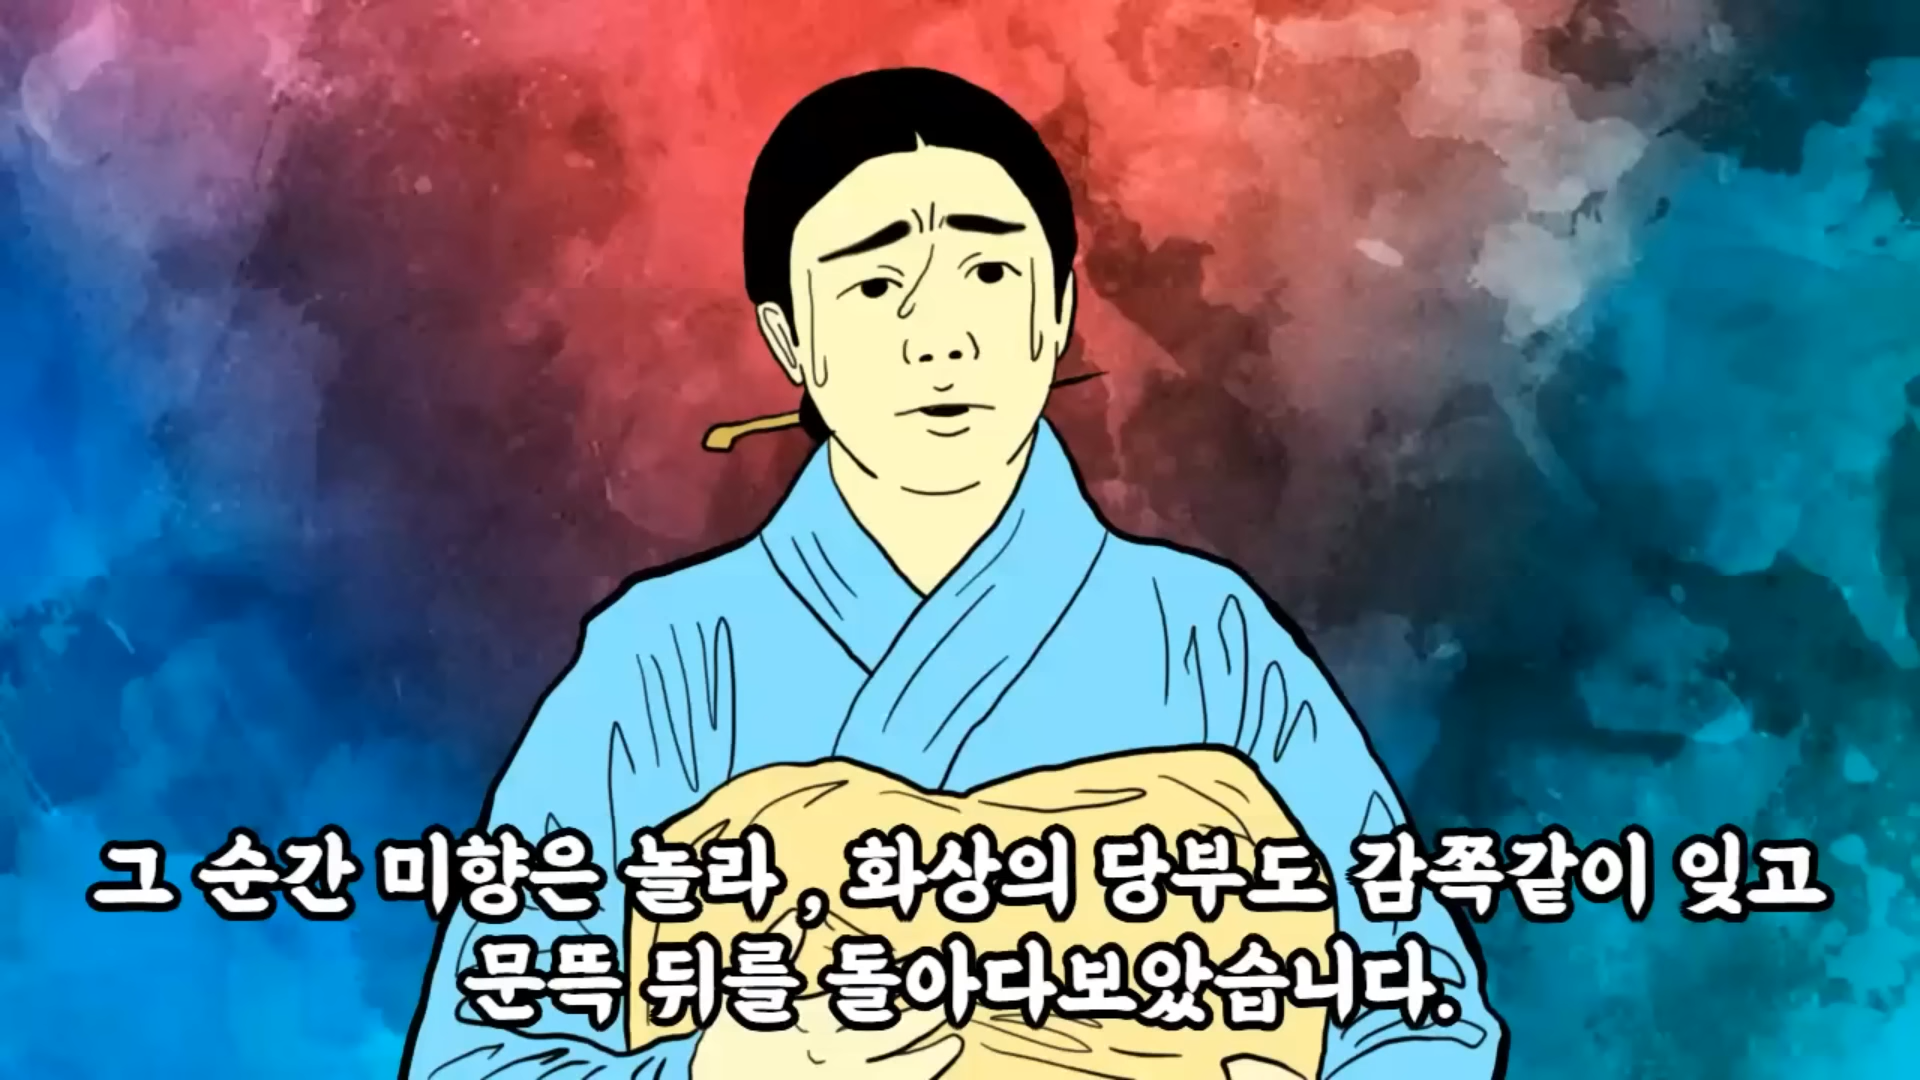 그 순간 미향은 놀라, 화상의 당부도 감쪽같이 잊고
문뜩 뒤를 돌아다보았습니다.